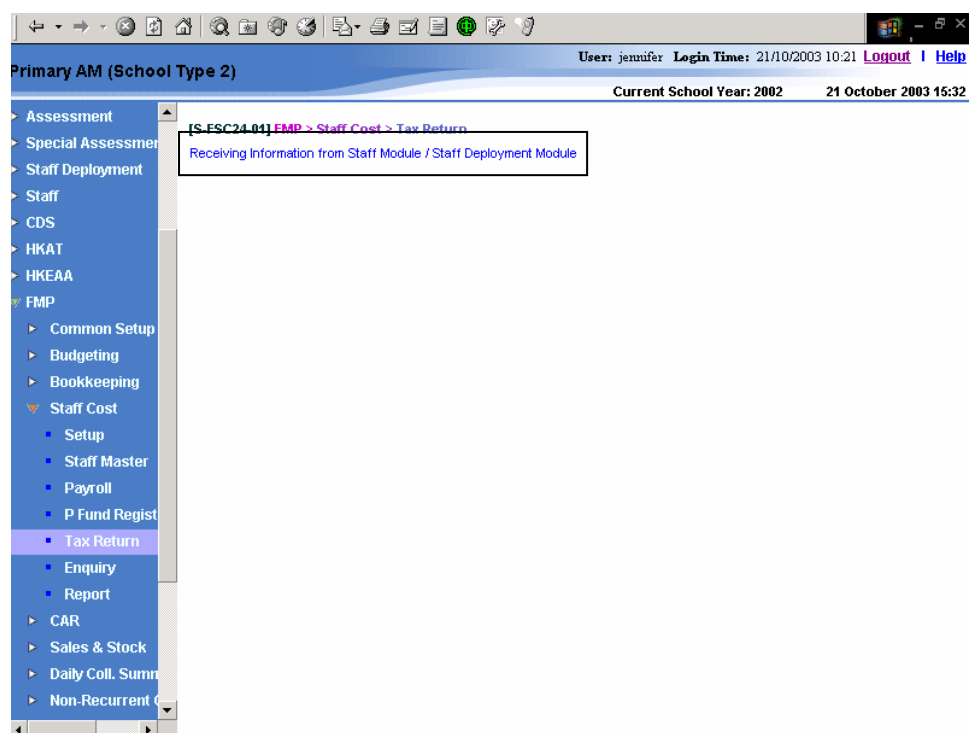 User: jennifer Login Time: 21/10/2003 10:21 Logout | Help
Primary AM (School Type 2)
Current School Year: 2002 21 October 2003 15:32
Assessment
Special Assessmen
Staff Deployment
Staff
CDS
HKAT
HKEAA
FMP
Common Setup
Budgeting
Bookkeeping
Staff Cost
Setup
Staff Master
Payroll
P Fund Regist
Tax Return
Enquiry
Report
CAR
Sales & Stock
Daily Coll. Summ
Non-Recurrent
[S-FSC24-01] FMP > Staff Cost > Tax Return
Receiving Information from Staff Module / Staff Deployment Module